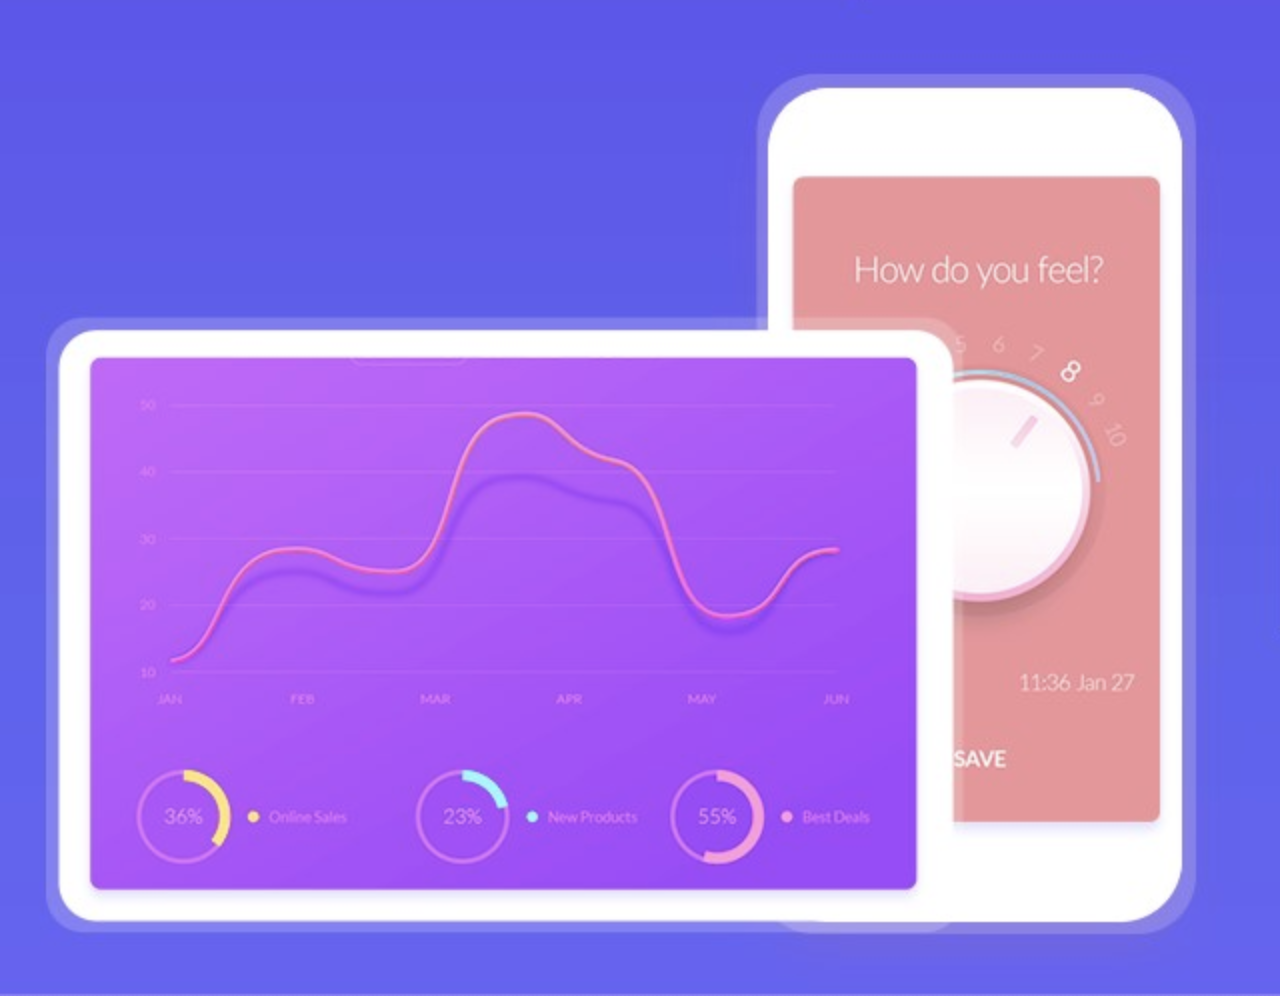 How do you feel?
5 6 7 8 9 10
11:36 Jan 27
SAVE
50
40
30
20
10
JAN FEB MAR APR MAY JUN
36% Online Sales
23% New Products
55% Best Deals